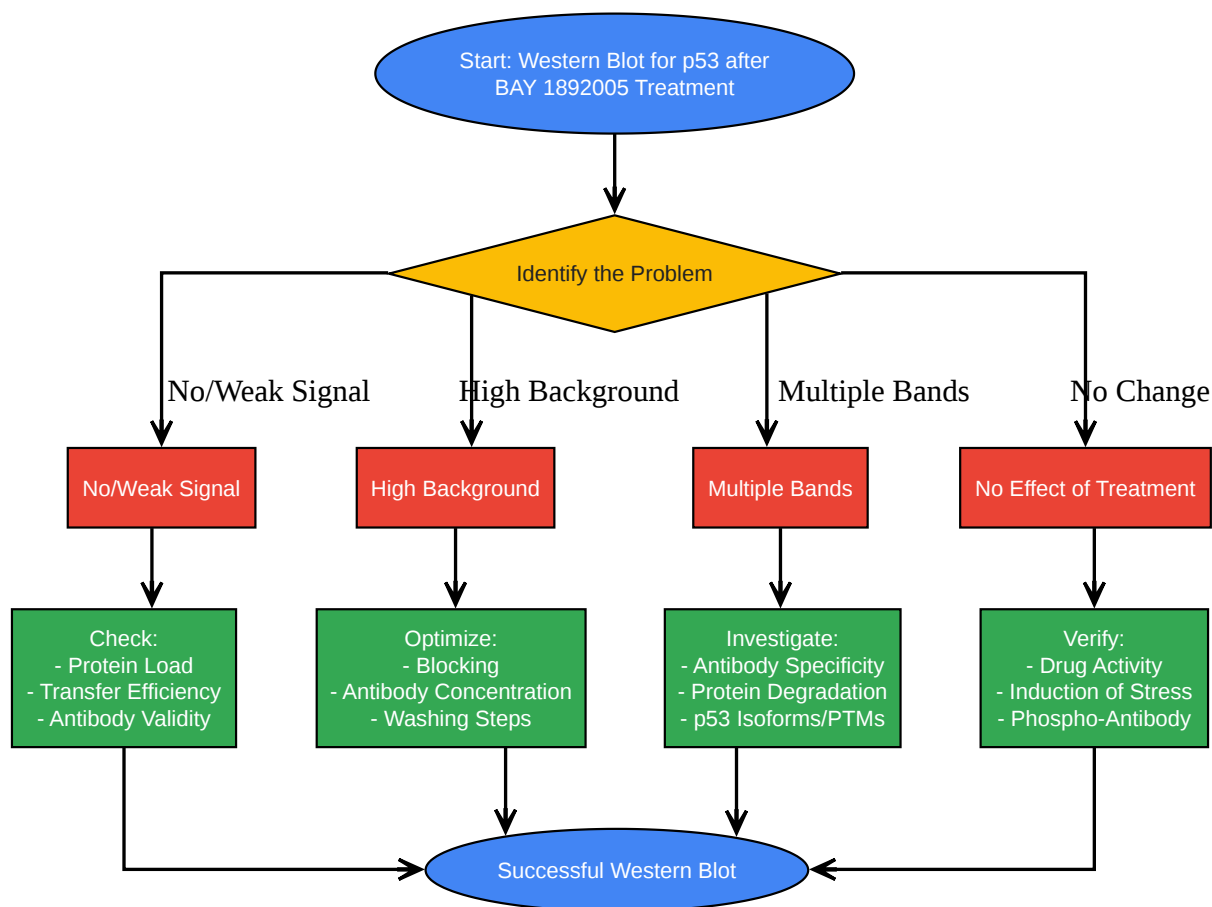 Start: Western Blot for p53 after
BAY 1892005 Treatment
Identify the Problem
No/Weak Signal
High Background
Multiple Bands
No Change
No/Weak Signal
High Background
Multiple Bands
No Effect of Treatment
Check:
- Protein Load
- Transfer Efficiency
- Antibody Validity
Optimize:
- Blocking
- Antibody Concentration
- Washing Steps
Investigate:
- Antibody Specificity
- Protein Degradation
- p53 Isoforms/PTMs
Verify:
- Drug Activity
- Induction of Stress
- Phospho-Antibody
Successful Western Blot